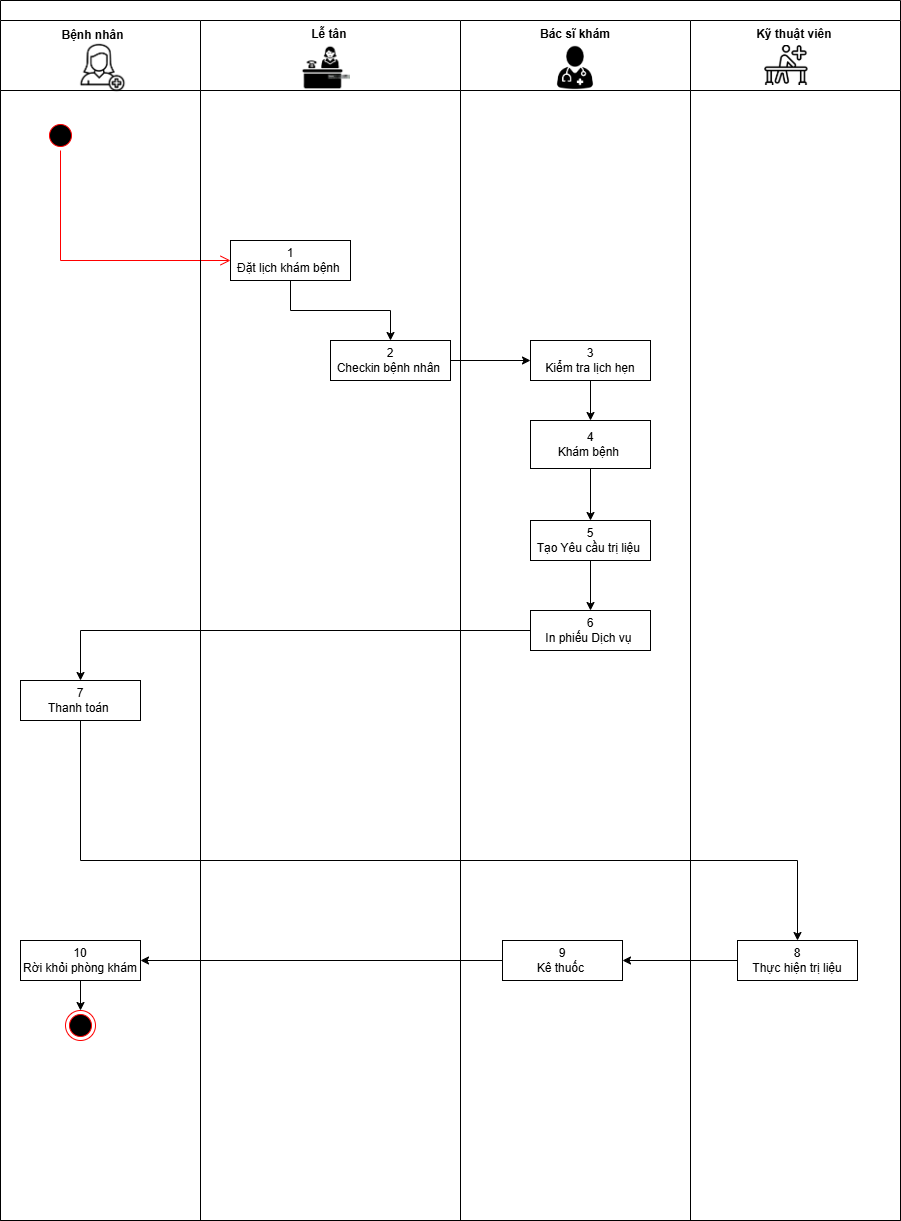 Bệnh nhân
Lễ tân
Bác sĩ khám
Kỹ thuật viên
1
Đặt lịch khám bệnh
2
Checkin bệnh nhân
3
Kiểm tra lịch hẹn
4
Khám bệnh
5
Tạo Yêu cầu trị liệu
6
In phiếu Dịch vụ
7
Thanh toán
8
Thực hiện trị liệu
9
Kê thuốc
10
Rời khỏi phòng khám